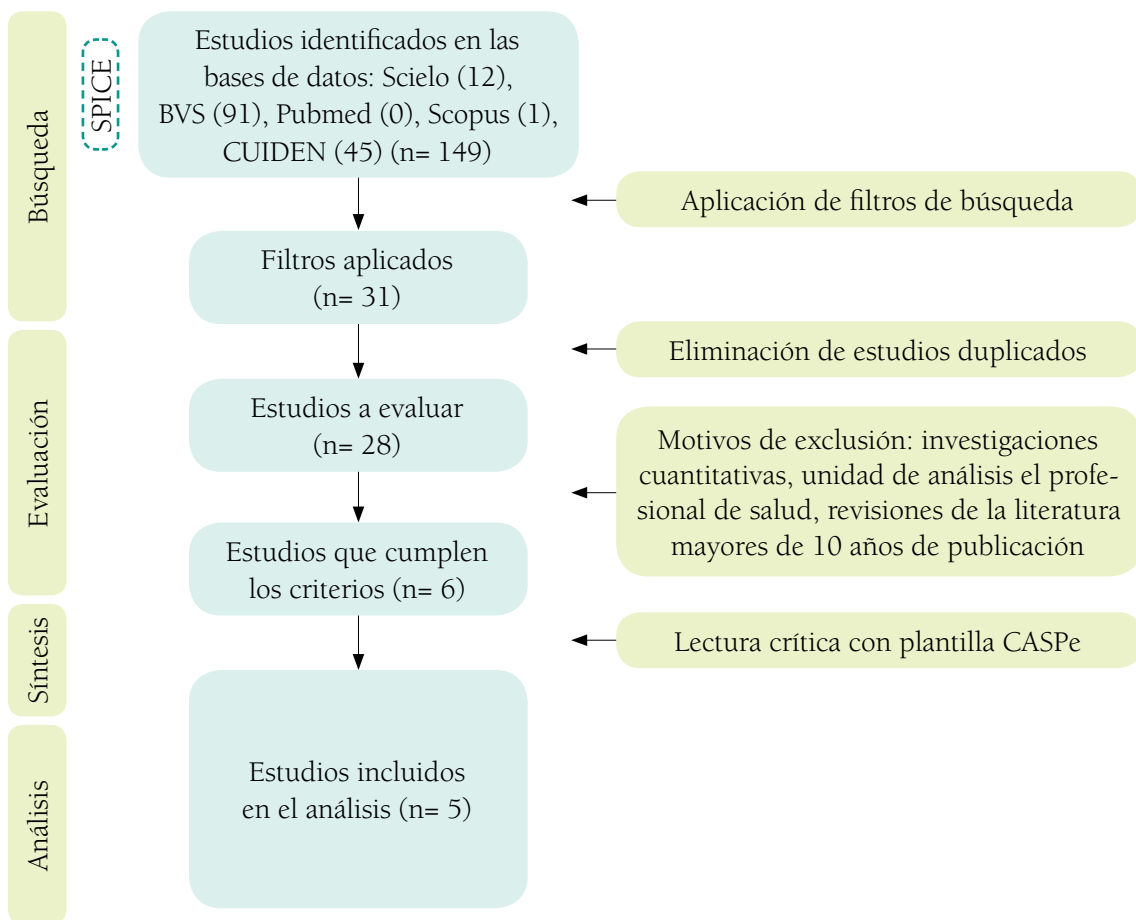 Búsqueda
SPICE
Estudios identificados en las
bases de datos: Scielo (12),
BVS (91), Pubmed (0), Scopus (1),
CUIDEN (45) (n= 149)
Aplicación de filtros de búsqueda
Filtros aplicados
(n= 31)
Evaluación
Eliminación de estudios duplicados
Estudios a evaluar
(n= 28)
Motivos de exclusión: investigaciones
cuantitativas, unidad de análisis el profe-
sional de salud, revisiones de la literatura
mayores de 10 años de publicación
Estudios que cumplen
los criterios (n= 6)
Síntesis
Lectura crítica con plantilla CASPe
Análisis
Estudios incluidos
en el análisis (n= 5)